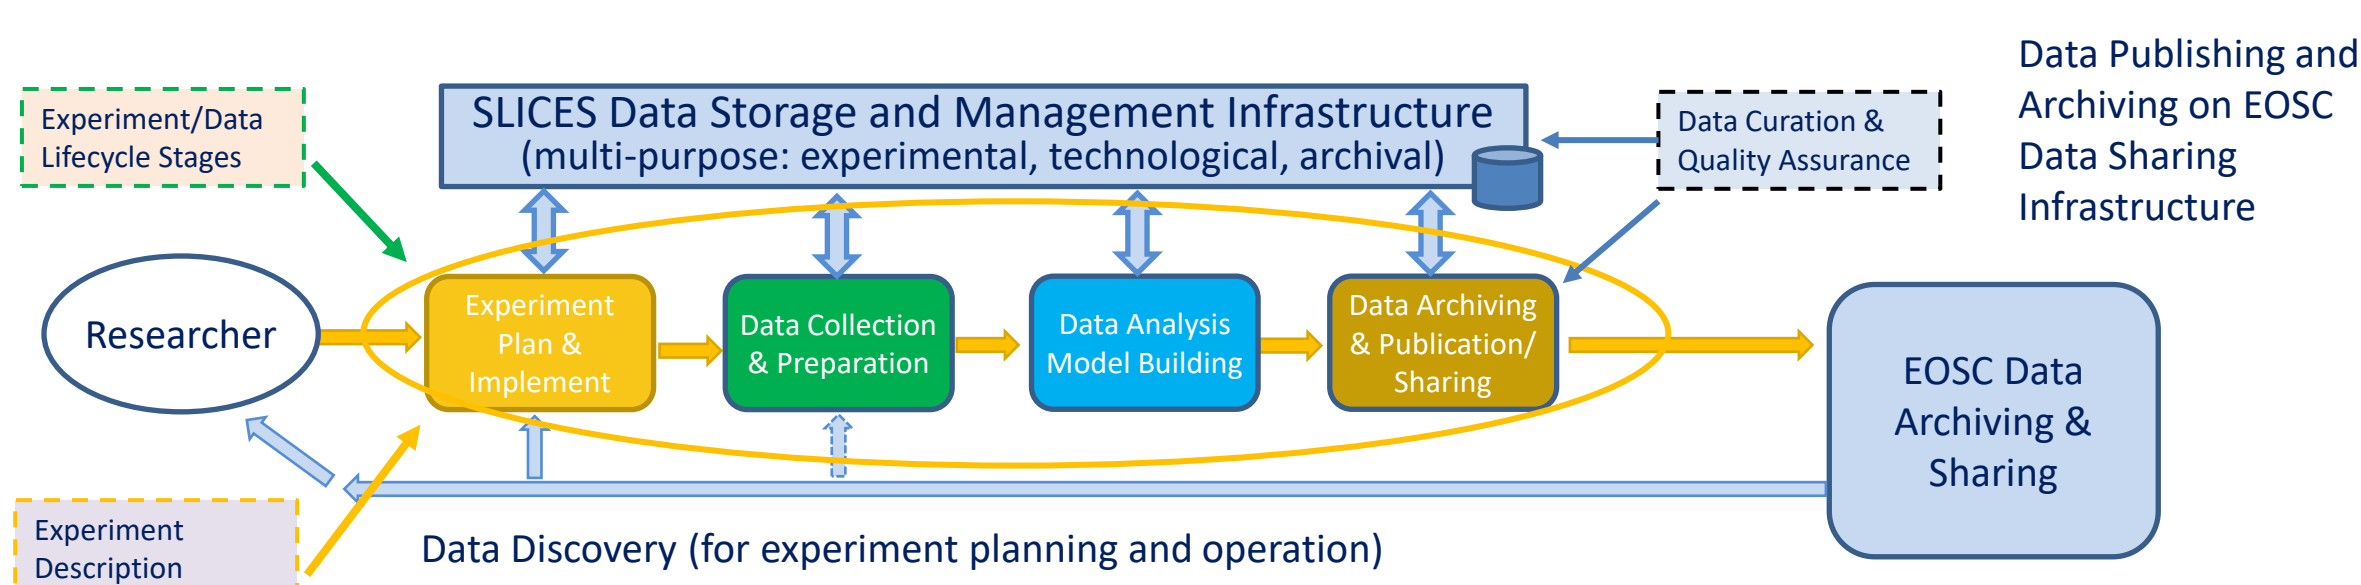 Data Publishing and
Archiving on EOSC
Data Sharing
Infrastructure
Experiment/Data
Lifecycle Stages
SLICES Data Storage and Management Infrastructure
(multi-purpose: experimental, technological, archival)
Data Curation &
Quality Assurance
Researcher
Experiment
Plan &
Implement
Data Collection
& Preparation
Data Analysis
Model Building
Data Archiving
& Publication/
Sharing
EOSC Data
Archiving &
Sharing
Experiment
Description
Data Discovery (for experiment planning and operation)